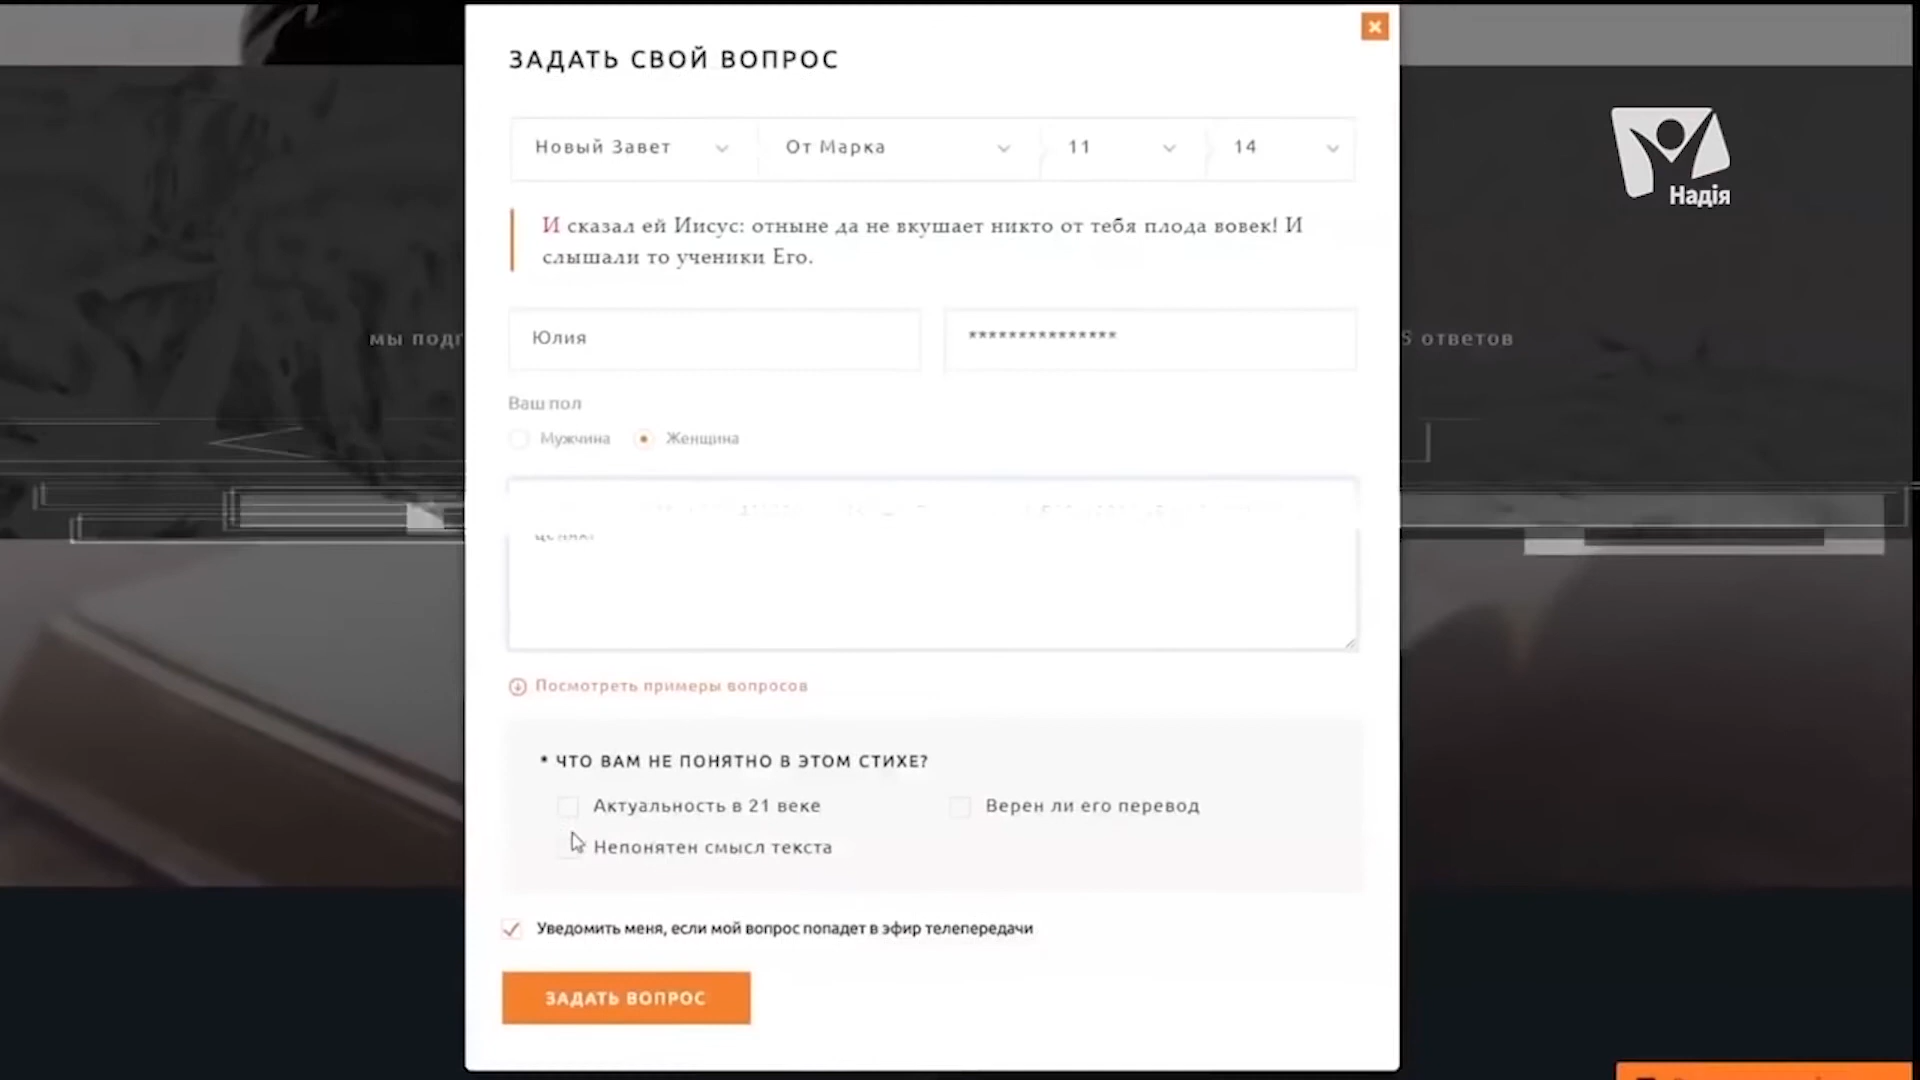 ЗАДАТЬ СВОЙ ВОПРОС
Новый Завет
От Марка
11
14
Надія
И сказал ей Иисус: отныне да не вкушает никто от тебя плода вовек! И
слышали то ученики Его.
мы
5 ответов
Юлия
***************
Ваш пол
Мужчина
Женщина
Посмотреть примеры вопросов
* ЧТО ВАМ НЕ ПОНЯТНО В ЭТОМ СТИХЕ?
Актуальность в 21 веке
Верен ли его перевод
Непонятен смысл текста
Уведомить меня, если мой вопрос попадет в эфир телепередачи
ЗАДАТЬ ВОПРОС